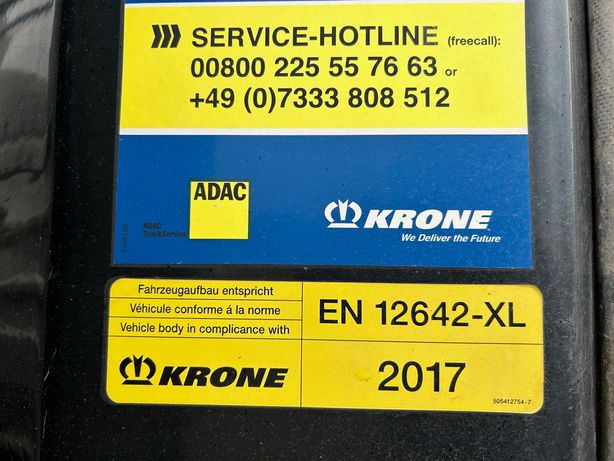 ⟩⟩⟩ SERVICE-HOTLINE (freecall):
00800 225 55 76 63 or
+49 (0)7333 808 512
ADAC
ADAC
TruckService
KRONE
We Deliver the Future
Fahrzeugaufbau entspricht
Véhicule conforme á la norme
Vehicle body in complicance with
EN 12642-XL
KRONE
2017
505412754-7